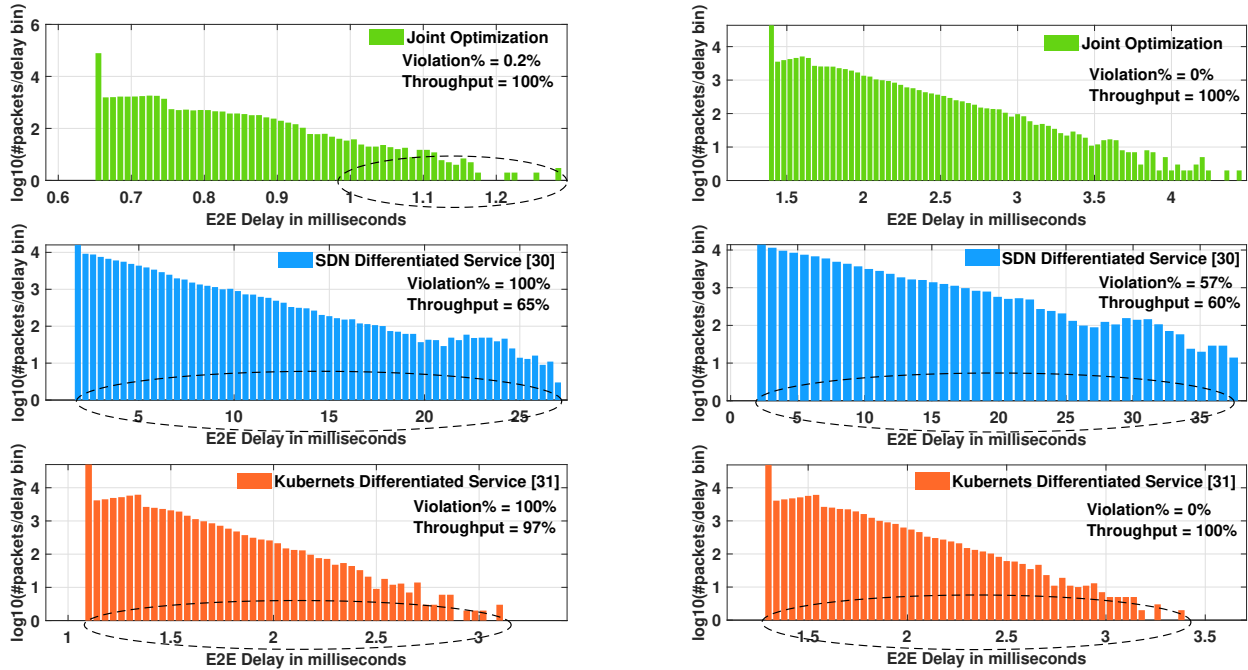 log10(#packets/delay bin)
6
4
2
0
Joint Optimization
Violation% = 0.2%
Throughput = 100%
0.6 0.7 0.8 0.9 1 1.1 1.2
E2E Delay in milliseconds
log10(#packets/delay bin)
4
3
2
1
0
Joint Optimization
Violation% = 0%
Throughput = 100%
1.5 2 2.5 3 3.5 4
E2E Delay in milliseconds
log10(#packets/delay bin)
4
3
2
1
0
SDN Differentiated Service [30]
Violation% = 100%
Throughput = 65%
5 10 15 20 25
E2E Delay in milliseconds
log10(#packets/delay bin)
4
3
2
1
0
SDN Differentiated Service [30]
Violation% = 57%
Throughput = 60%
0 5 10 15 20 25 30 35
E2E Delay in milliseconds
log10(#packets/delay bin)
4
3
2
1
0
Kubernets Differentiated Service [31]
Violation% = 100%
Throughput = 97%
1 1.5 2 2.5 3
E2E Delay in milliseconds
log10(#packets/delay bin)
4
3
2
1
0
Kubernets Differentiated Service [31]
Violation% = 0%
Throughput = 100%
1.5 2 2.5 3 3.5
E2E Delay in milliseconds